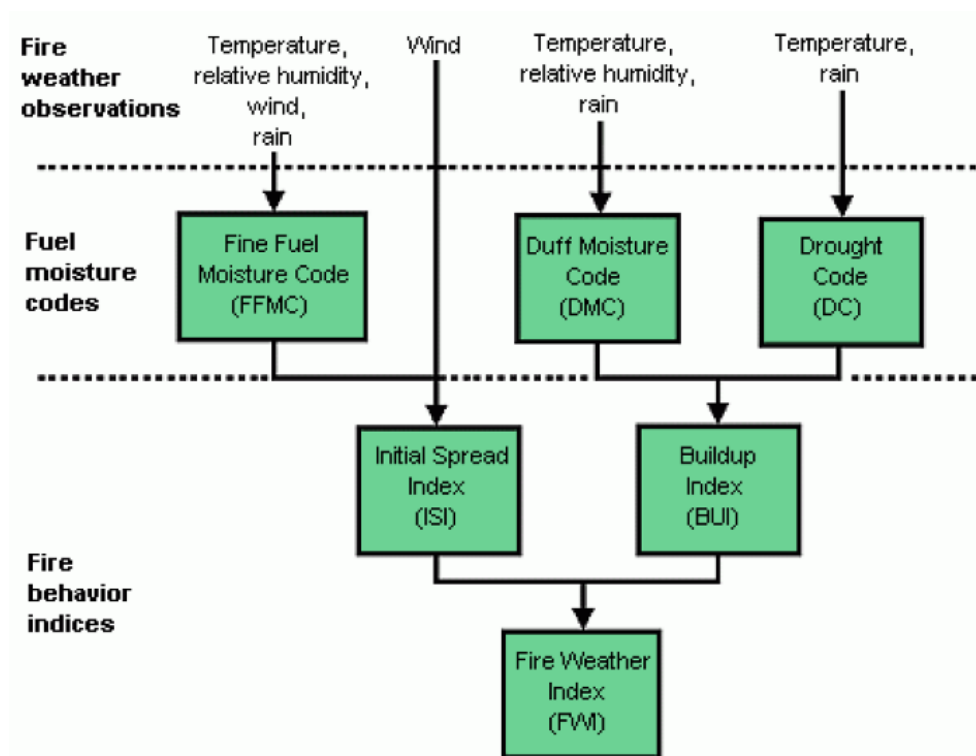 Fire
weather
observations
Temperature,
relative humidity,
wind,
rain
Wind
Temperature,
relative humidity,
rain
Temperature,
rain
Fuel
moisture
codes
Fine Fuel
Moisture Code
(FFMC)
Duff Moisture
Code
(DMC)
Drought
Code
(DC)
Fire
behavior
indices
Initial Spread
Index
(ISI)
Buildup
Index
(BUI)
Fire Weather
Index
(FWI)